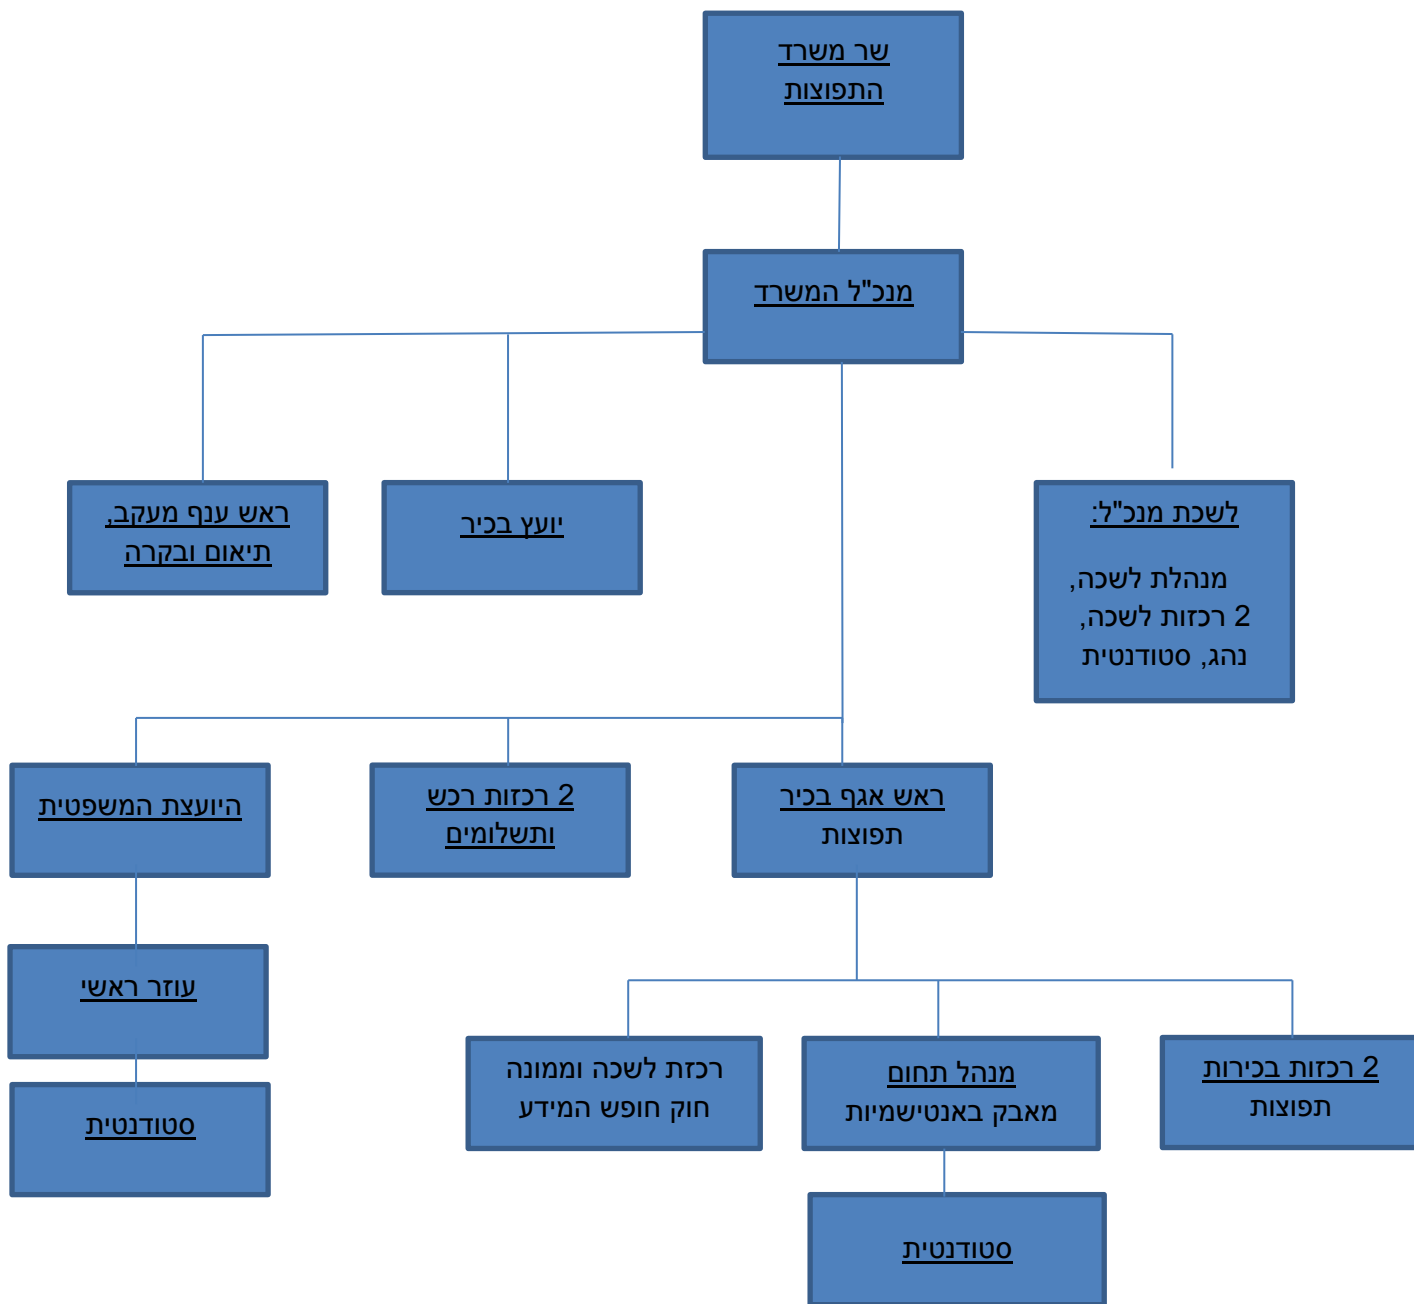 שר משרד
התפוצות
מנכ"ל המשרד
לשכת מנכ"ל:
מנהלת לשכה,
2 רכזות לשכה,
נהג, סטודנטית
יועץ בכיר
ראש ענף מעקב,
תיאום ובקרה
ראש אגף בכיר
תפוצות
2 רכזות רכש
ותשלומים
היועצת המשפטית
עוזר ראשי
סטודנטית
2 רכזות בכירות
תפוצות
מנהל תחום
מאבק באנטישמיות
רכזת לשכה וממונה
חוק חופש המידע
סטודנטית